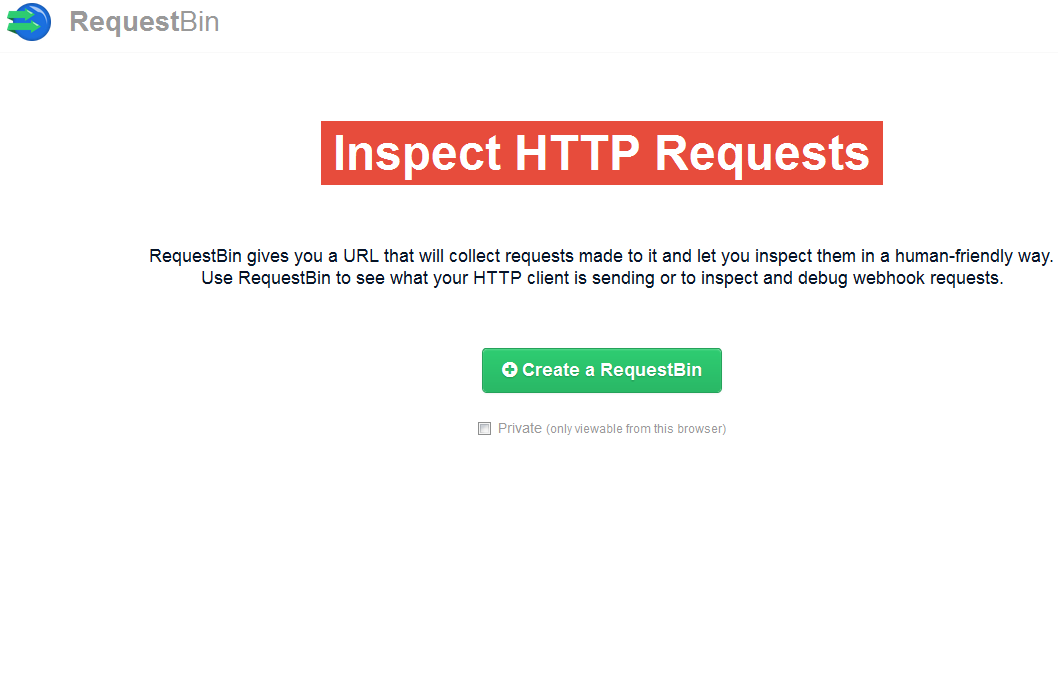 RequestBin
Inspect HTTP Requests
RequestBin gives you a URL that will collect requests made to it and let you inspect them in a human-friendly way.
Use RequestBin to see what your HTTP client is sending or to inspect and debug webhook requests.
Create a RequestBin
Private (only viewable from this browser)